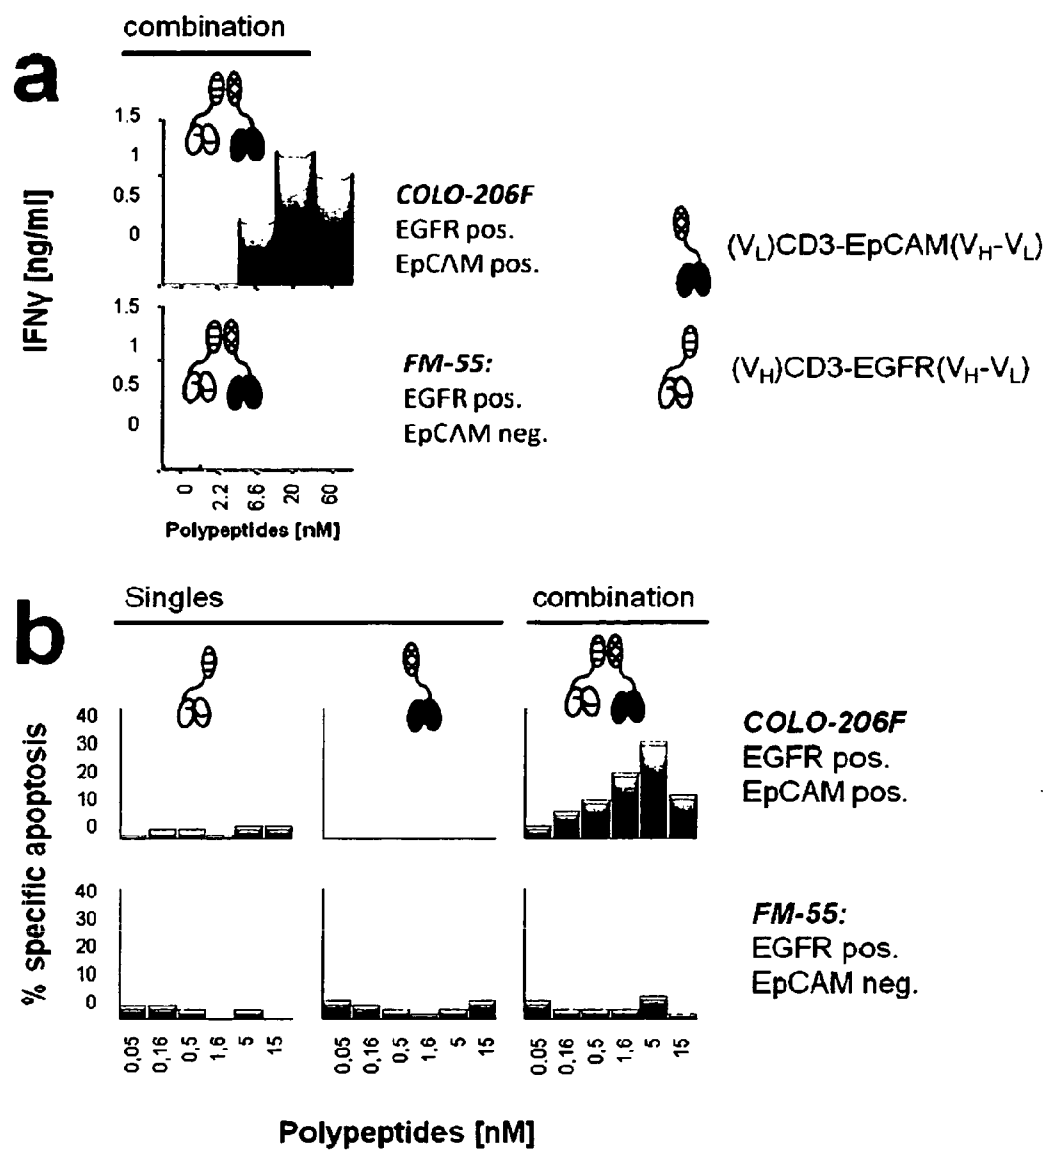 a
combination
IFNγ [ng/ml]
1.5
1
0.5
0
COLO-206F
EGFR pos.
EpCAM pos.
1.5
1
0.5
0
FM-55:
EGFR pos.
EpCAM neg.
0
2.2
6.6
20
60
Polypeptides [nM]
(VL)CD3-EpCAM(VH-VL)
(VH)CD3-EGFR(VH-VL)
b
Singles
combination
% specific apoptosis
40
30
20
10
0
COLO-206F
EGFR pos.
EpCAM pos.
40
30
20
10
0
FM-55:
EGFR pos.
EpCAM neg.
0,05
0,16
0,5
1,6
5
15
0,05
0,16
0,5
1,6
5
15
0.05
0,16
0,5
1,6
5
15
Polypeptides [nM]